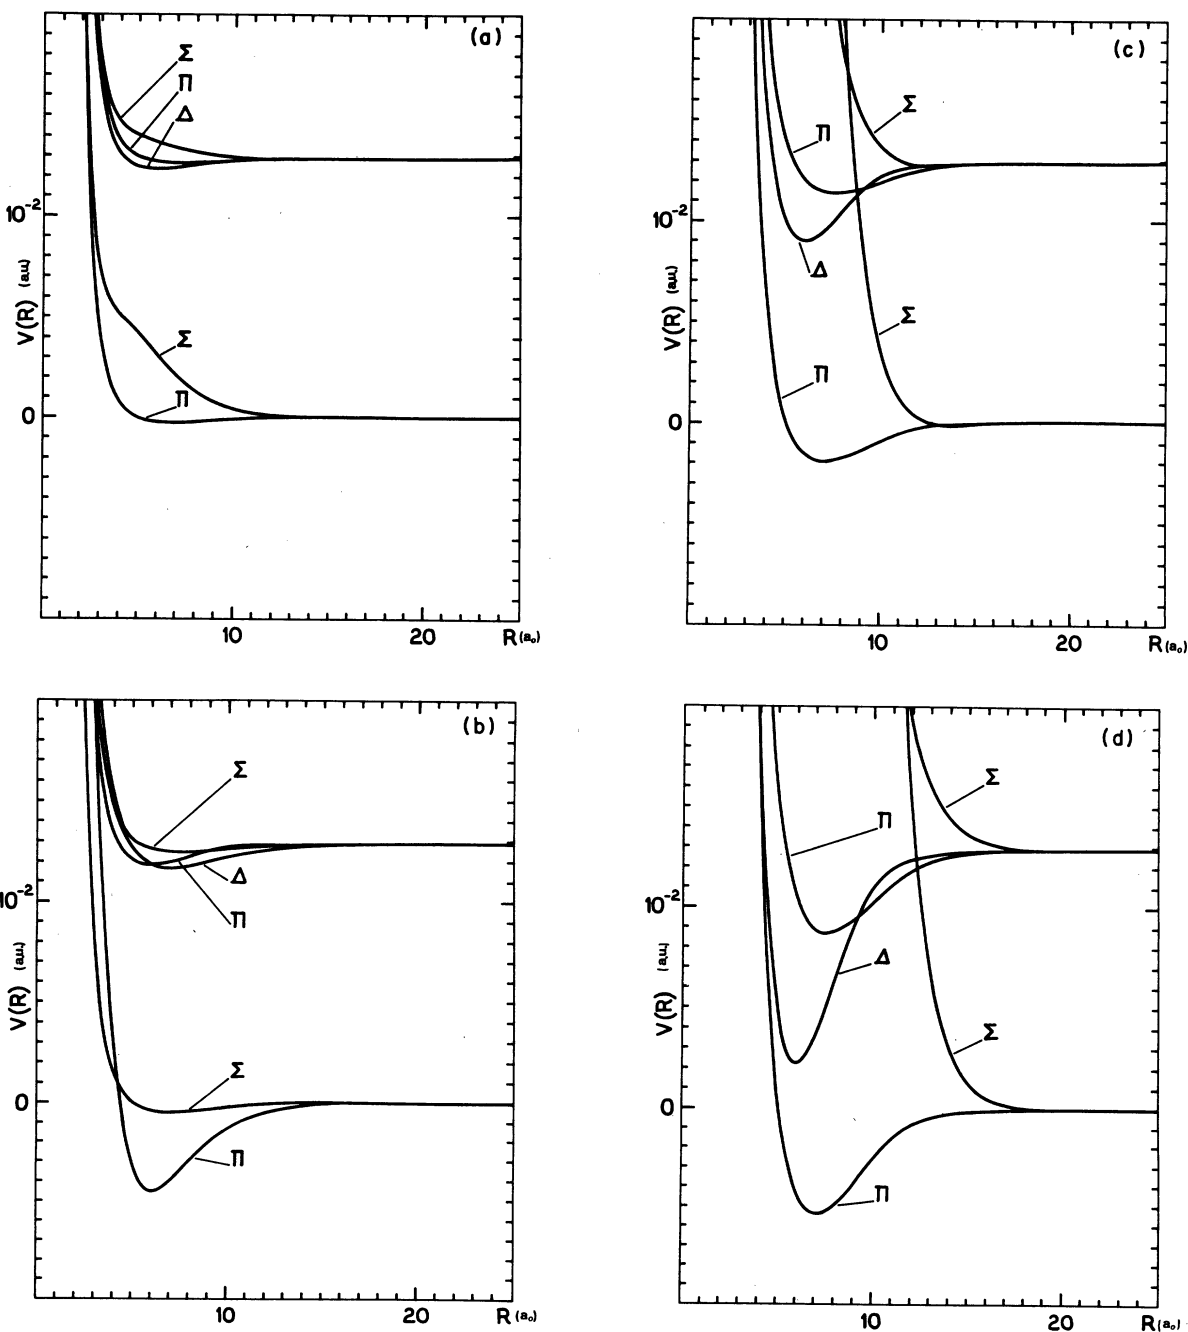 (a)
Σ
Π
Δ
10⁻²
V(R) (a.u.)
Σ
Π
0
10
20
R (a₀)
(c)
Σ
Π
10⁻²
Δ
V(R) (a.u.)
Σ
Π
0
10
20
R (a₀)
(b)
Σ
Δ
10⁻²
Π
V(R) (a.u.)
Σ
0
Π
10
20
R (a₀)
(d)
Σ
Π
10⁻²
Δ
V(R) (a.u.)
Σ
0
Π
10
20
R (a₀)